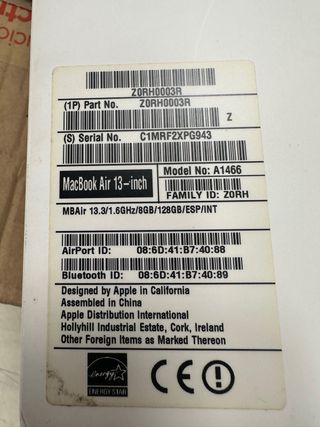 Z0RH0003R
(1P) Part No. Z0RH0003R
Z
(S) Serial No. C1MRF2XPG943
MacBook Air 13-inch
Model No: A1466
FAMILY ID: Z0RH
MBAir 13.3/1.6GHz/8GB/128GB/ESP/INT
AirPort ID: 08:6D:41:B7:40:88
Bluetooth ID: 08:6D:41:B7:40:89
Designed by Apple in California
Assembled in China
Apple Distribution International
Hollyhill Industrial Estate, Cork, Ireland
Other Foreign Items as Marked Thereon
energy
ENERGY STAR
CE